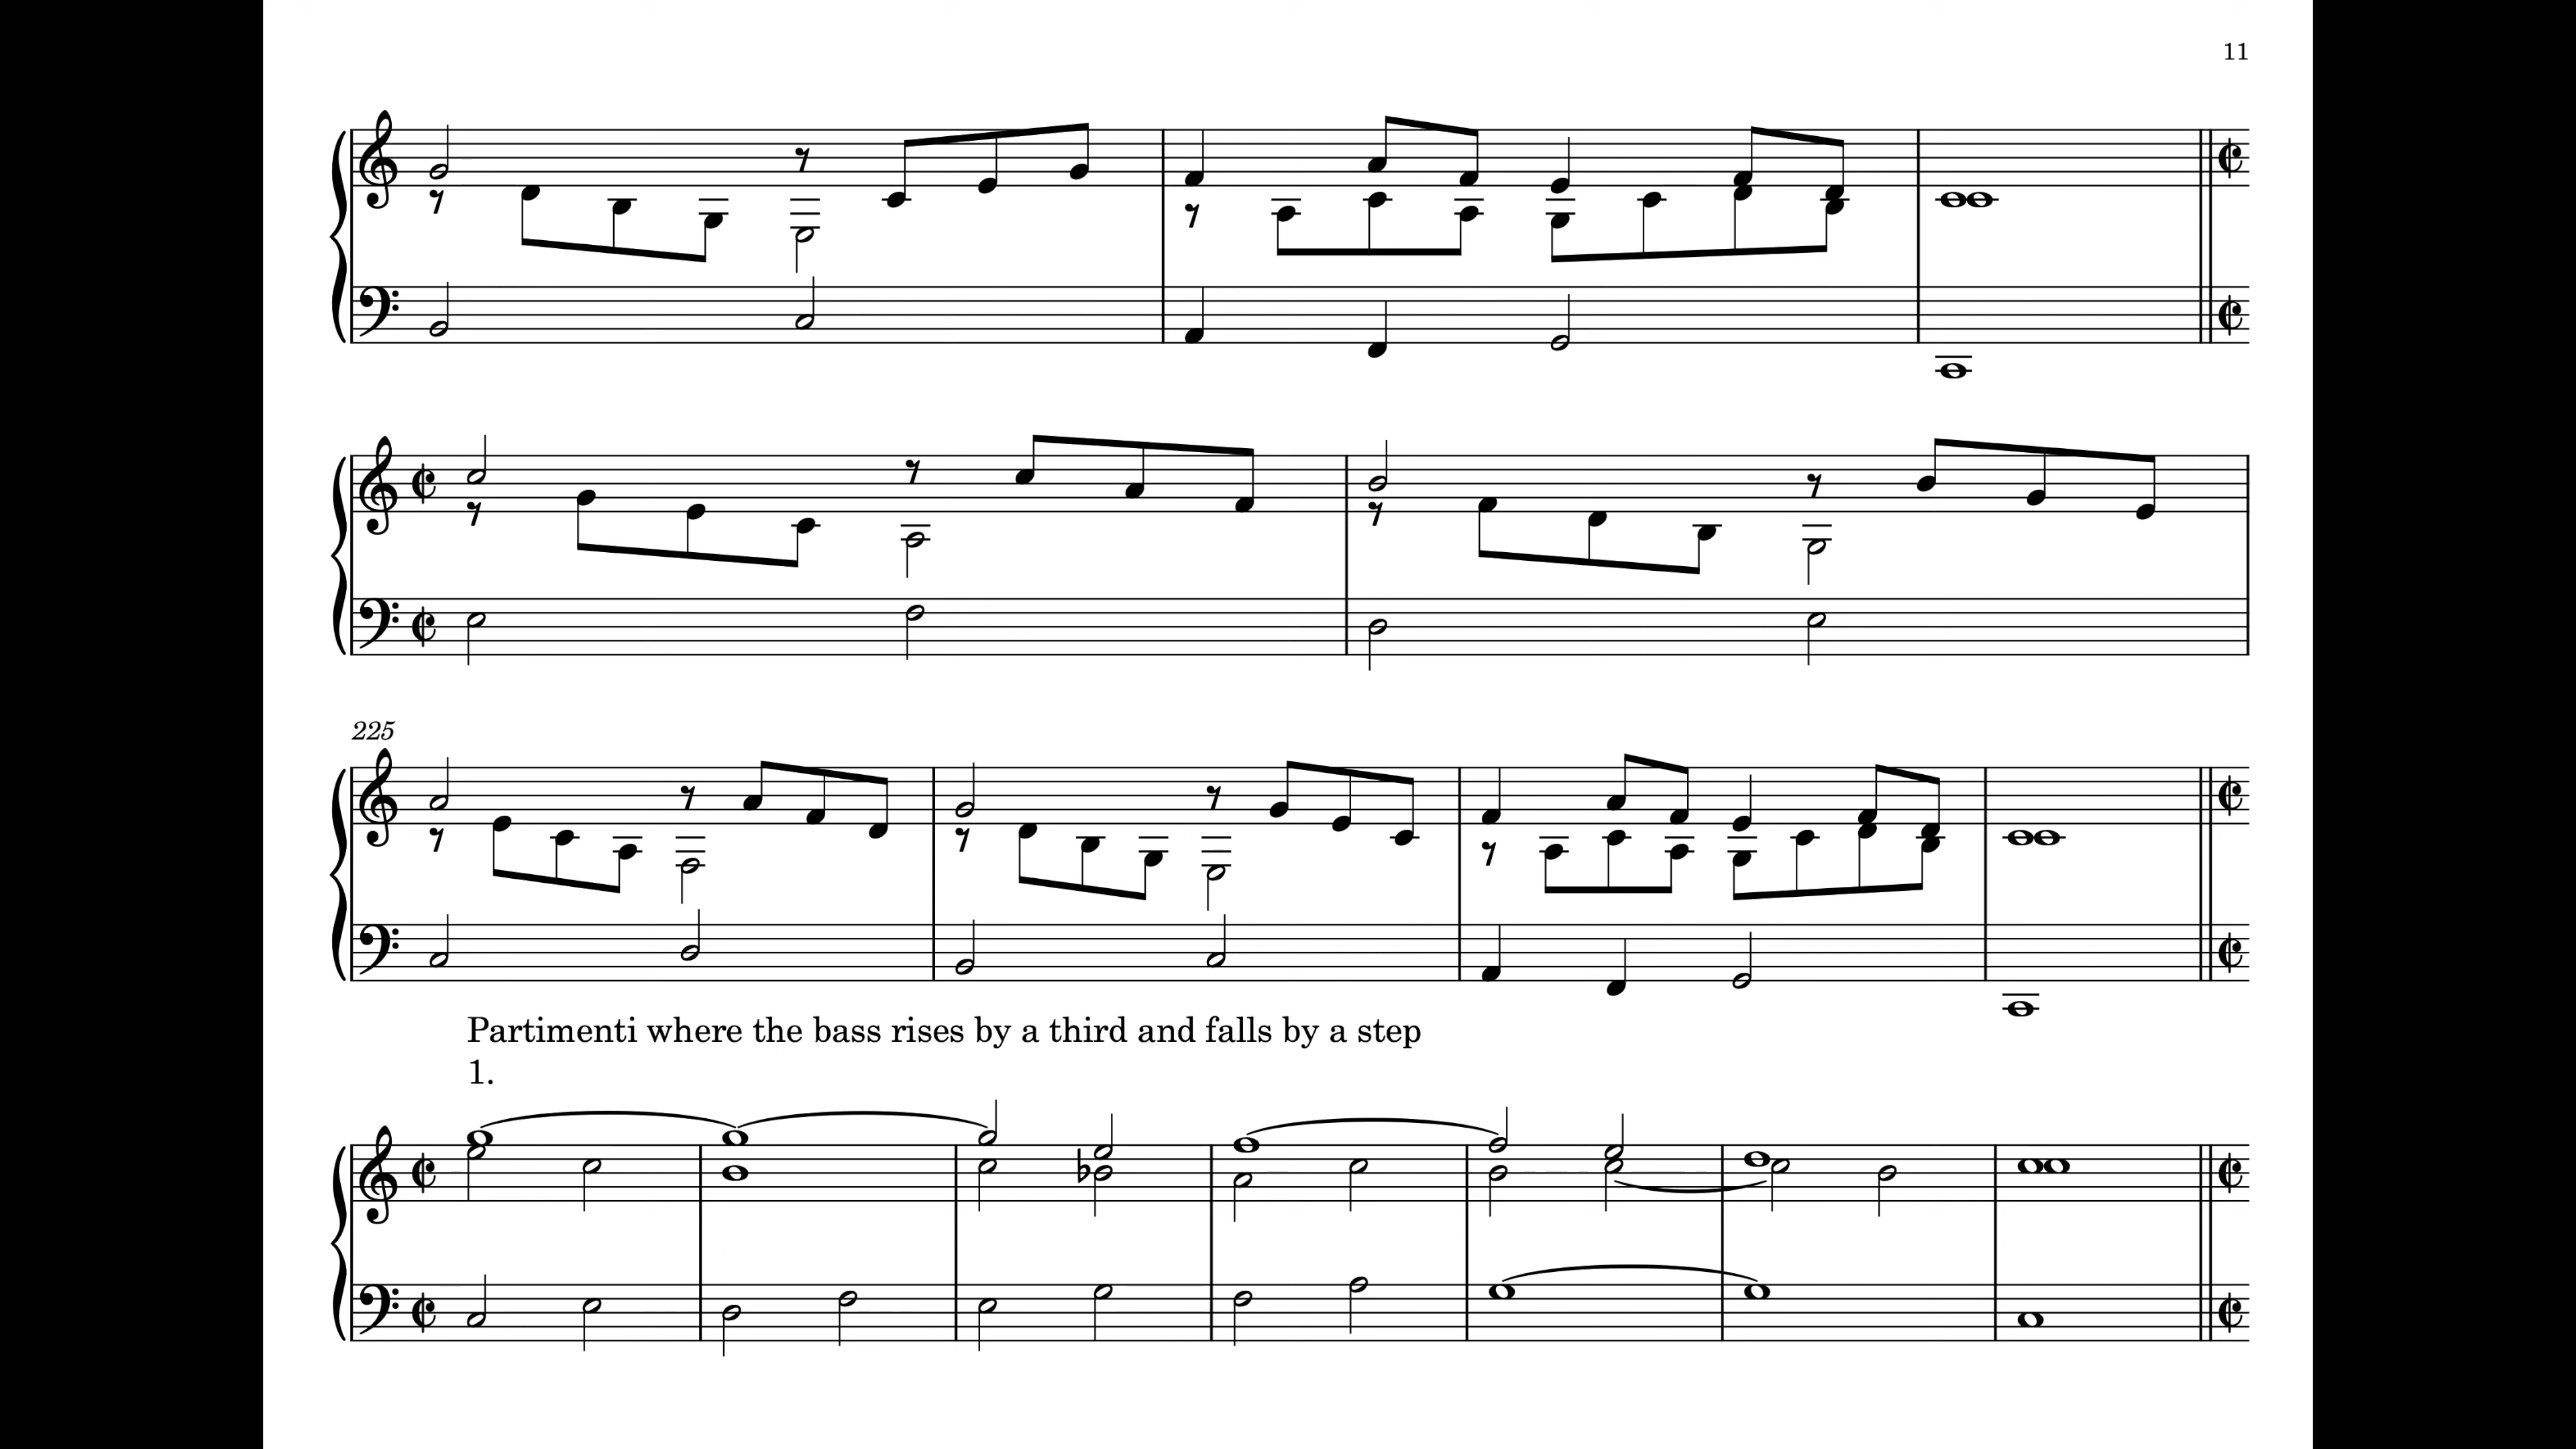 11
225
Partimenti where the bass rises by a third and falls by a step
1.